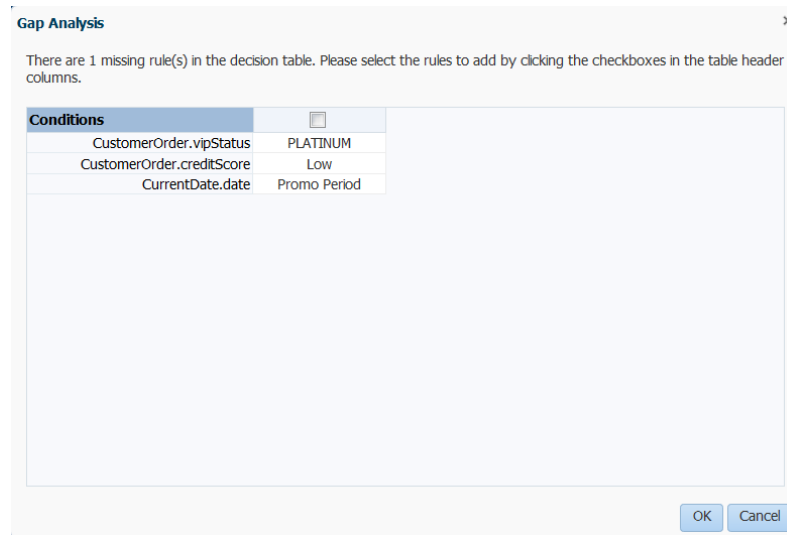 Gap Analysis
There are 1 missing rule(s) in the decision table. Please select the rules to add by clicking the checkboxes in the table header
columns.
Conditions
CustomerOrder.vipStatus PLATINUM
CustomerOrder.creditScore Low
CurrentDate.date Promo Period
OK Cancel